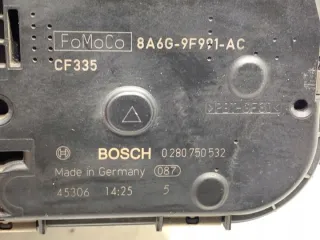 FoMoCo 8A6G-9F991-AC
CF335
BOSCH 0 280 750 532
Made in Germany 087
45306 14:25 5